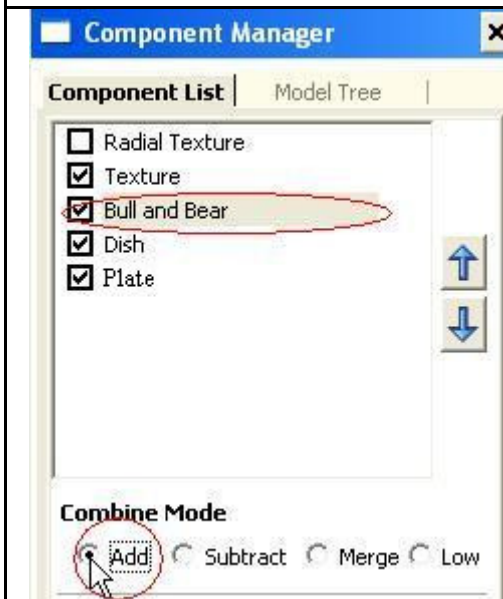 Component Manager
Component List Model Tree
Radial Texture
Texture
Bull and Bear
Dish
Plate
Combine Mode
Add Subtract Merge Low